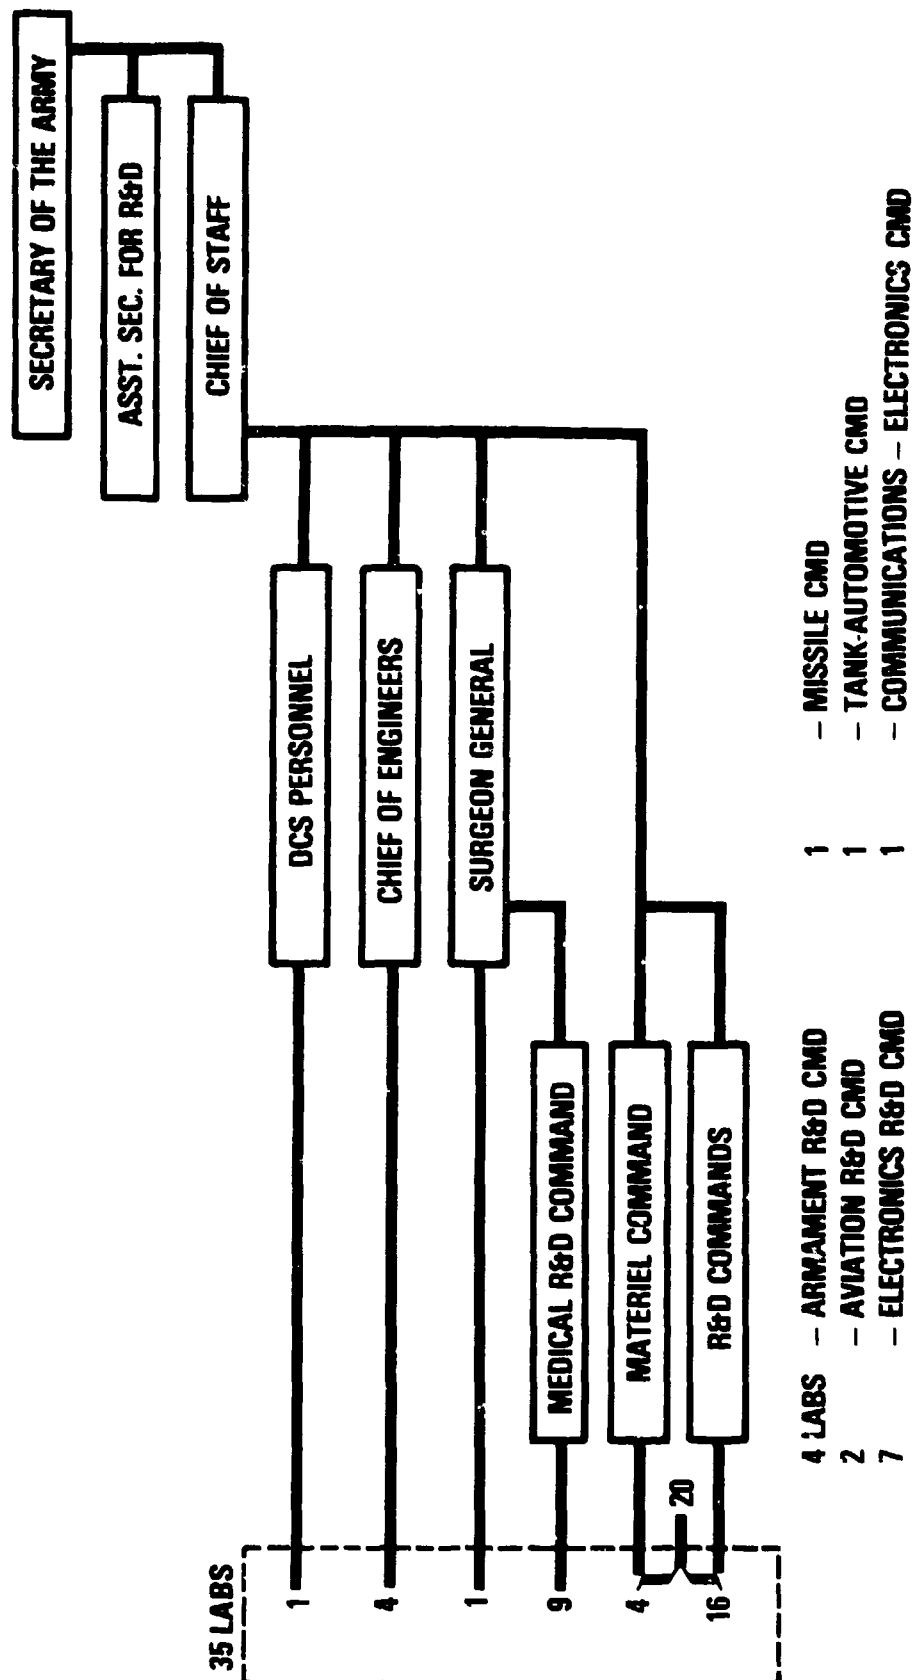 SECRETARY OF THE ARMY
ASST. SEC. FOR R&D
CHIEF OF STAFF
DCS PERSONNEL
CHIEF OF ENGINEERS
SURGEON GENERAL
MEDICAL R&D COMMAND
MATERIEL COMMAND
R&D COMMANDS
35 LABS
1
4
1
9
4
16
20
4 LABS – ARMAMENT R&D CMD
2 – AVIATION R&D CMD
7 – ELECTRONICS R&D CMD
1 – MISSILE CMD
1 – TANK-AUTOMOTIVE CMD
1 – COMMUNICATIONS – ELECTRONICS CMD